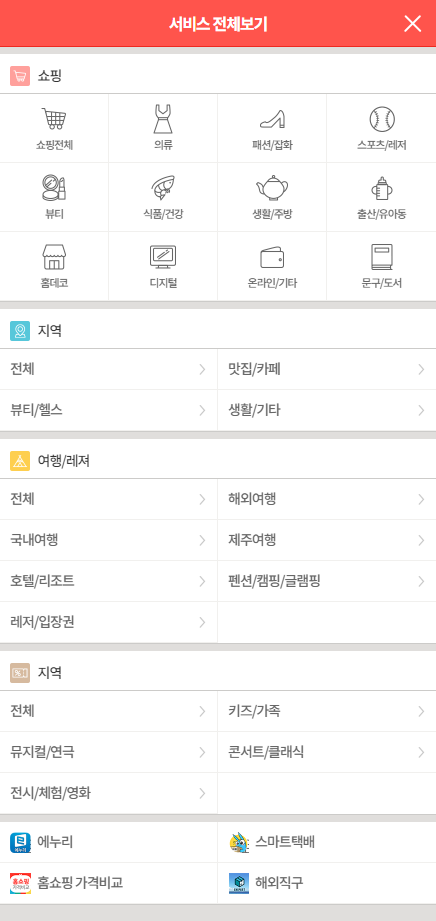 서비스 전체보기
쇼핑
쇼핑전체 의류 패션/잡화 스포츠/레저
뷰티 식품/건강 생활/주방 출산/유아동
홈데코 디지털 온라인/기타 문구/도서
지역
전체 맛집/카페
뷰티/헬스 생활/기타
여행/레져
전체 해외여행
국내여행 제주여행
호텔/리조트 펜션/캠핑/글램핑
레저/입장권
지역
전체 키즈/가족
뮤지컬/연극 콘서트/클래식
전시/체험/영화
에누리 스마트택배
홈쇼핑 가격비교 해외직구